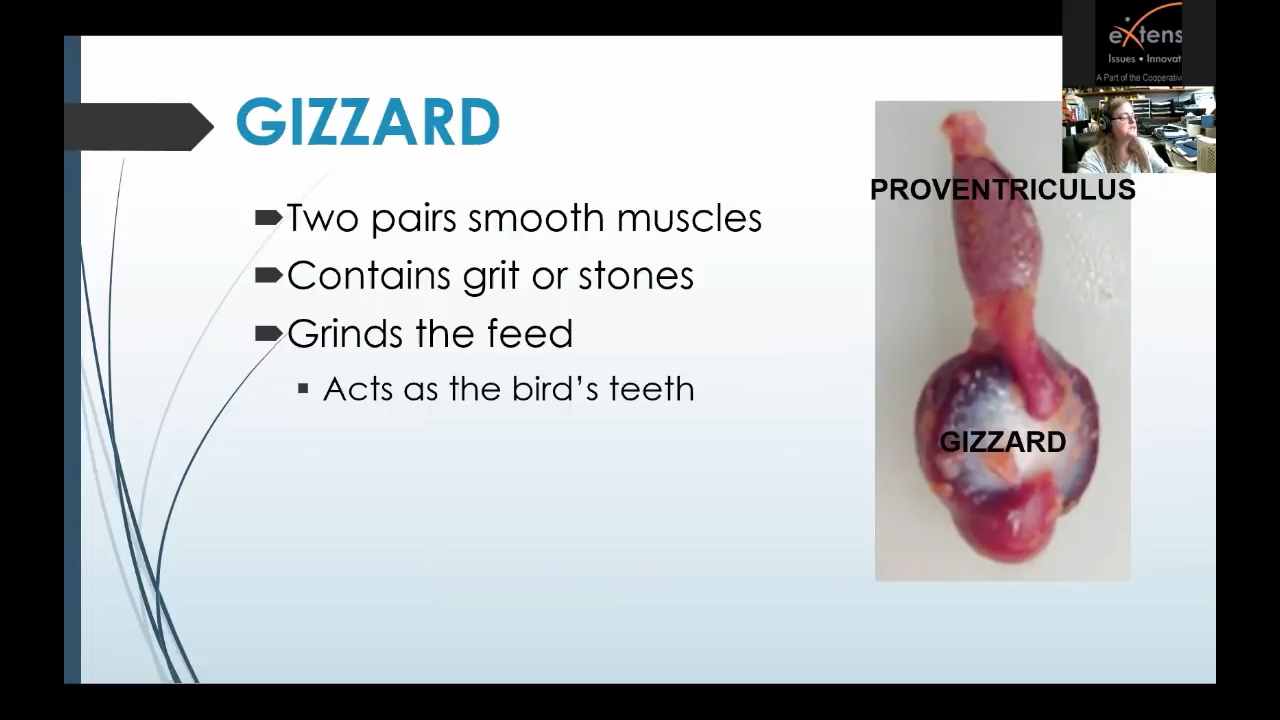 eXtens
Issues • Innovat
A Part of the Cooperativ
GIZZARD
Two pairs smooth muscles
Contains grit or stones
Grinds the feed
Acts as the bird's teeth
PROVENTRICULUS
GIZZARD